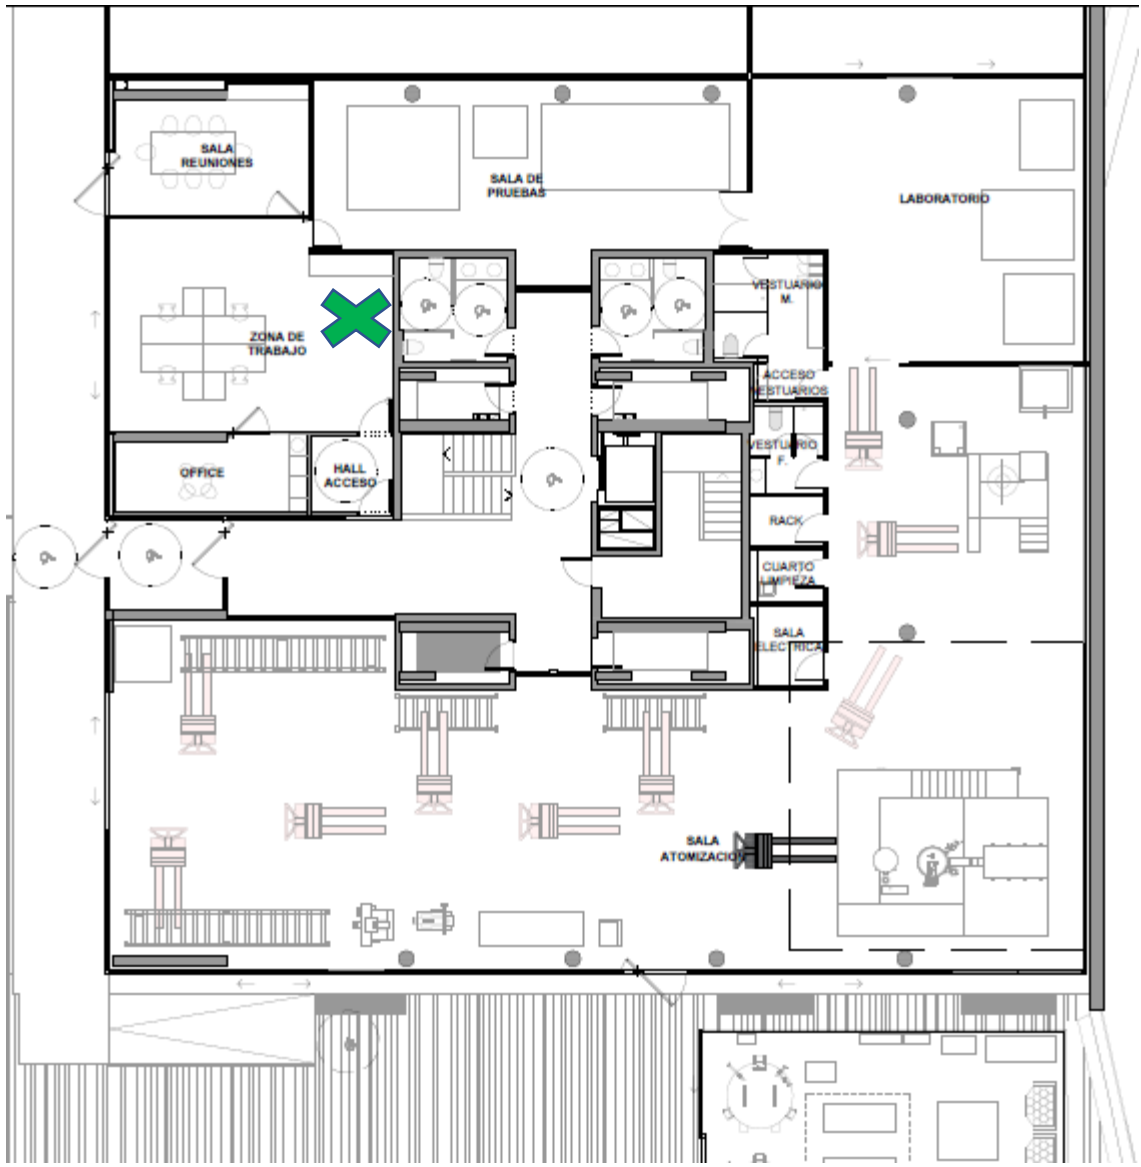 SALA
REUNIONES
SALA DE
PRUEBAS
LABORATORIO
VESTUARIO
M.
ZONA DE
TRABAJO
ACCESO
VESTUARIOS
OFFICE
HALL
ACCESO
VESTUARIO
F.
RACK
CUARTO
LIMPIEZA
SALA
ELECTRICA
SALA
ATOMIZACION